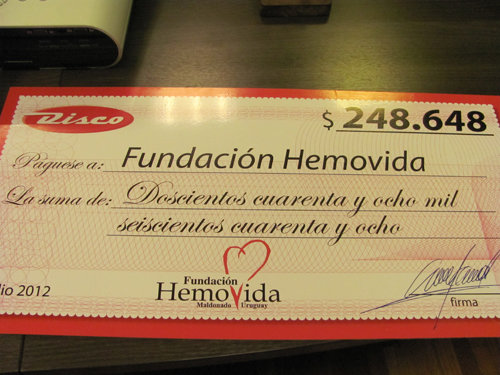 Disco
$ 248.648
Páguese a: Fundación Hemovida
La suma de: Doscientos cuarenta y ocho mil
seiscientos cuarenta y ocho
Fundación
Hemovida
Maldonado Uruguay
2012
firma